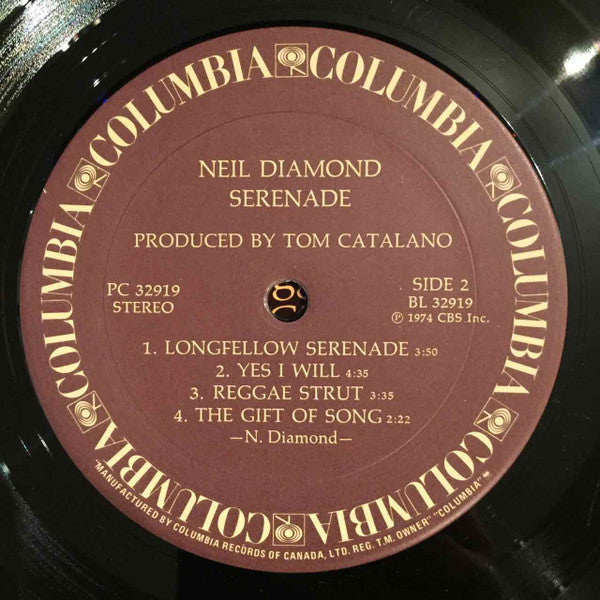 COLUMBIA COLUMBIA COLUMBIA COLUMBIA COLUMBIA COLUMBIA COLUMBIA COLUMBIA
NEIL DIAMOND
SERENADE
PRODUCED BY TOM CATALANO
PC 32919
STEREO
SIDE 2
BL 32919
Ⓟ 1974 CBS Inc.
1. LONGFELLOW SERENADE 3:50
2. YES I WILL 4:35
3. REGGAE STRUT 3:35
4. THE GIFT OF SONG 2:22
—N. Diamond—
"MANUFACTURED BY COLUMBIA RECORDS OF CANADA, LTD. REG. T.M. OWNER" "COLUMBIA" ™